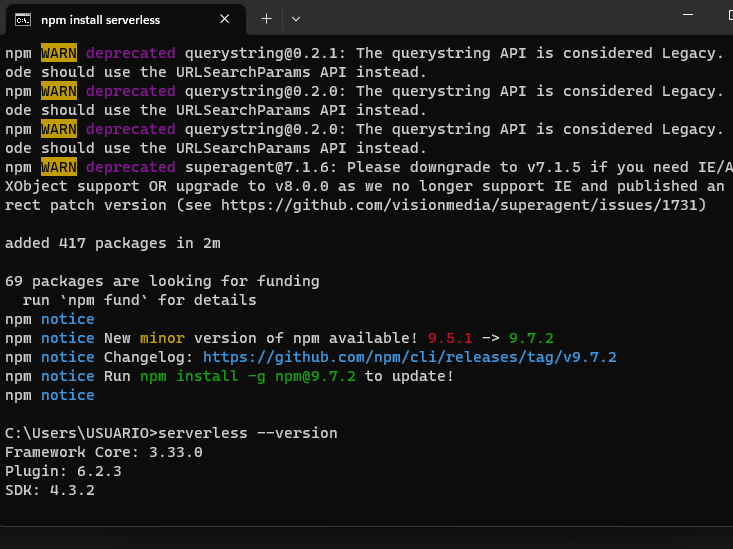 npm install serverless
npm WARN deprecated querystring@0.2.1: The querystring API is considered Legacy.
ode should use the URLSearchParams API instead.
npm WARN deprecated querystring@0.2.0: The querystring API is considered Legacy.
ode should use the URLSearchParams API instead.
npm WARN deprecated querystring@0.2.0: The querystring API is considered Legacy.
ode should use the URLSearchParams API instead.
npm WARN deprecated superagent@7.1.6: Please downgrade to v7.1.5 if you need IE/A
XObject support OR upgrade to v8.0.0 as we no longer support IE and published an
rect patch version (see https://github.com/visionmedia/superagent/issues/1731)
added 417 packages in 2m
69 packages are looking for funding
run `npm fund` for details
npm notice
npm notice New minor version of npm available! 9.5.1 -> 9.7.2
npm notice Changelog: https://github.com/npm/cli/releases/tag/v9.7.2
npm notice Run npm install -g npm@9.7.2 to update!
npm notice
C:\Users\USUARIO>serverless --version
Framework Core: 3.33.0
Plugin: 6.2.3
SDK: 4.3.2